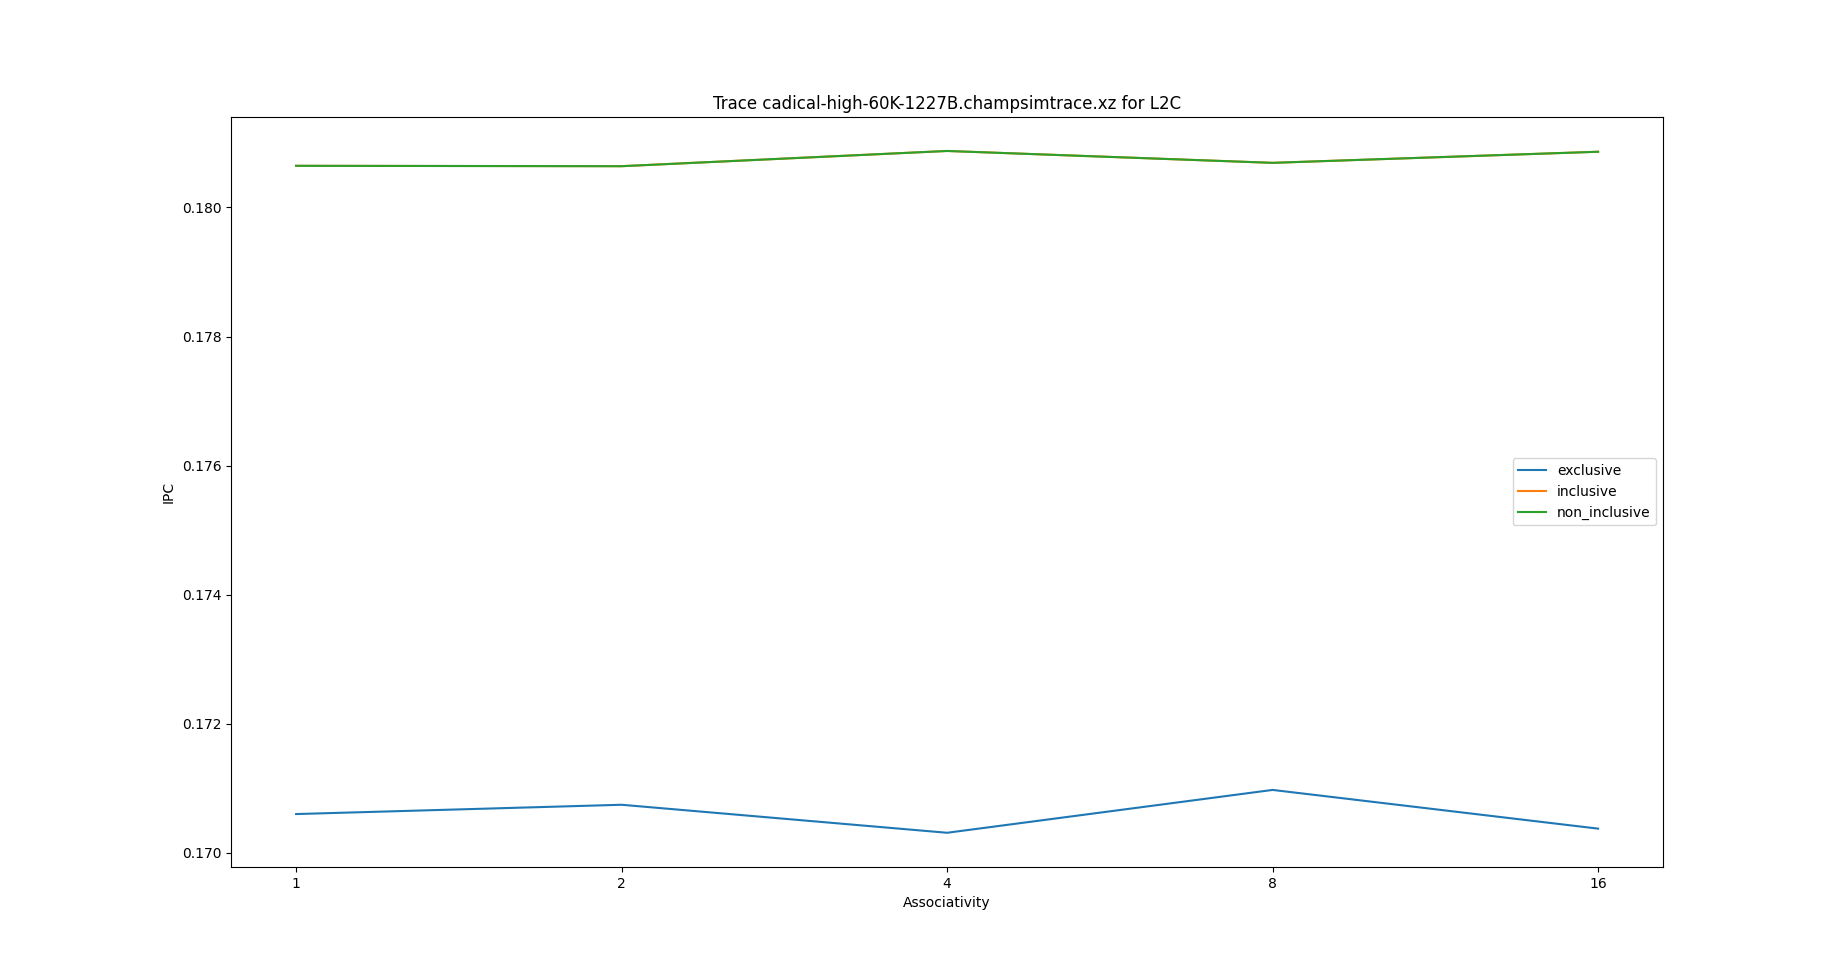 Trace cadical-high-60K-1227B.champsimtrace.xz for L2C
0.180
0.178
0.176
0.174
0.172
0.170
IPC
exclusive
inclusive
non_inclusive
1 2 4 8 16
Associativity